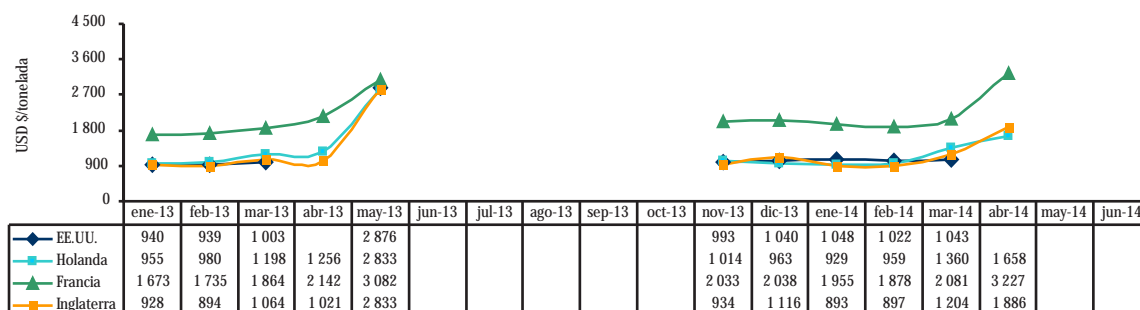 4 500
3 600
2 700
1 800
900
0
USD $/tonelada
ene-13 feb-13 mar-13 abr-13 may-13 jun-13 jul-13 ago-13 sep-13 oct-13 nov-13 dic-13 ene-14 feb-14 mar-14 abr-14 may-14 jun-14
EE.UU. 940 939 1 003 2 876 993 1 040 1 048 1 022 1 043
Holanda 955 980 1 198 1 256 2 833 1 014 963 929 959 1 360 1 658
Francia 1 673 1 735 1 864 2 142 3 082 2 033 2 038 1 955 1 878 2 081 3 227
Inglaterra 928 894 1 064 1 021 2 833 934 1 116 893 897 1 204 1 886